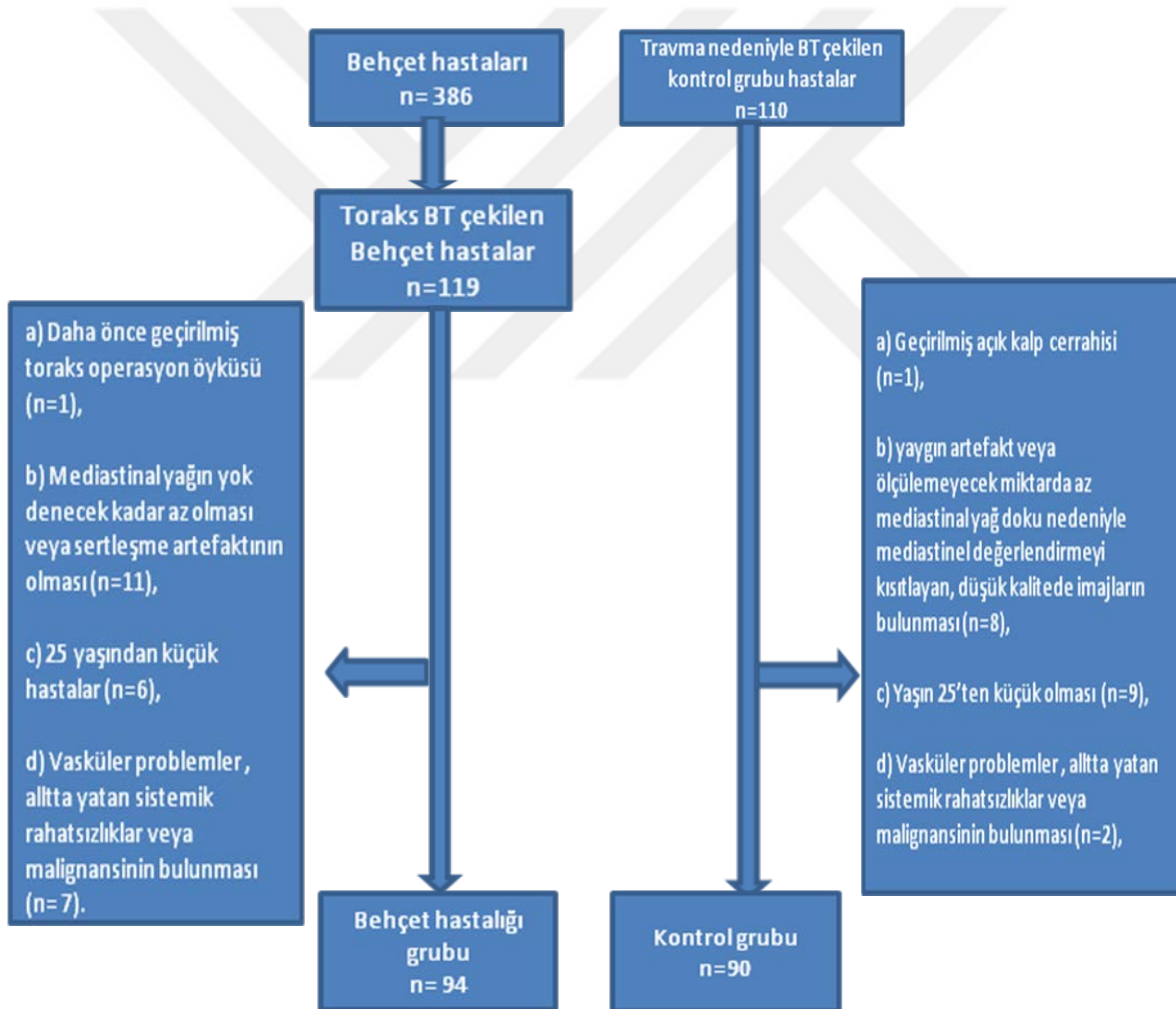 Behçet hastaları
n= 386
Travma nedeniyle BT çekilen
kontrol grubu hastalar
n=110
Toraks BT çekilen
Behçet hastalar
n=119
a) Daha önce geçirilmiş
toraks operasyon öyküsü
(n=1),
b) Mediastinal yağın yok
denecek kadar az olması
veya sertleşme artefaktının
olması (n=11),
c) 25 yaşından küçük
hastalar (n=6),
d) Vasküler problemler ,
alltta yatan sistemik
rahatsızlıklar veya
malignansinin bulunması
(n= 7).
a) Geçirilmiş açık kalp cerrahisi
(n=1),
b) yaygın artefakt veya
ölçülemeyecek miktarda az
mediastinal yağ doku nedeniyle
mediastinel değerlendirmeyi
kısıtlayan, düşük kalitede imajların
bulunması (n=8),
c) Yaşın 25’ten küçük olması (n=9),
d) Vasküler problemler , alltta yatan
sistemik rahatsızlıklar veya
malignansinin bulunması (n=2),
Behçet hastalığı
grubu
n= 94
Kontrol grubu
n=90